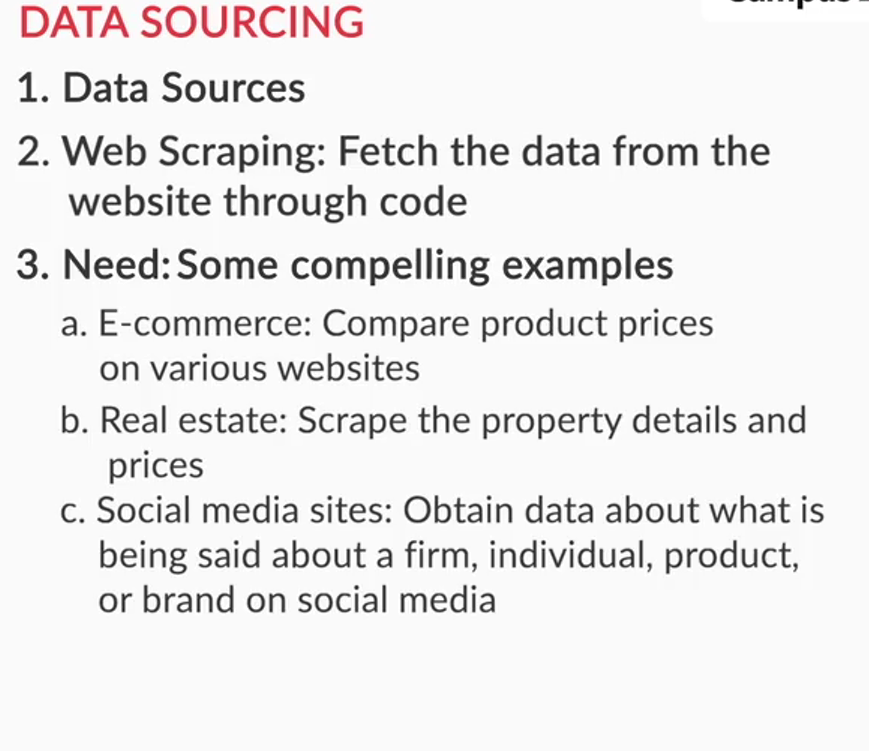 DATA SOURCING
1. Data Sources
2. Web Scraping: Fetch the data from the
website through code
3. Need: Some compelling examples
a. E-commerce: Compare product prices
on various websites
b. Real estate: Scrape the property details and
prices
c. Social media sites: Obtain data about what is
being said about a firm, individual, product,
or brand on social media